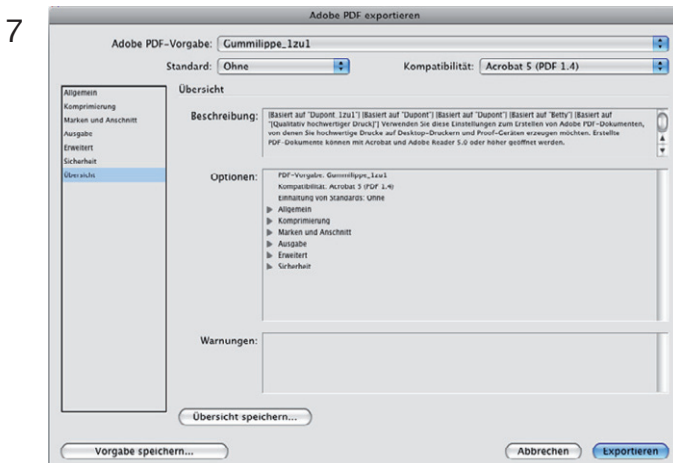 7
Adobe PDF exportieren
Adobe PDF-Vorgabe: Gummilippe_1zu1
Standard: Ohne Kompatibilität: Acrobat 5 (PDF 1.4)
Allgemein
Komprimierung
Marken und Anschnitt
Ausgabe
Erweitert
Sicherheit
Übersicht
Übersicht
Beschreibung: [Basiert auf "Dupont_1zu1"] [Basiert auf "Dupont"] [Basiert auf "Dupont"] [Basiert auf "Betty"] [Basiert auf
"[Qualitativ hochwertiger Druck]"] Verwenden Sie diese Einstellungen zum Erstellen von Adobe PDF-Dokumenten,
von denen Sie hochwertige Drucke auf Desktop-Druckern und Proof-Geräten erzeugen möchten. Erstellte
PDF-Dokumente können mit Acrobat und Adobe Reader 5.0 oder höher geöffnet werden.
Optionen: PDF-Vorgabe: Gummilippe_1zu1
Kompatibilität: Acrobat 5 (PDF 1.4)
Einhaltung von Standards: Ohne
Allgemein
Komprimierung
Marken und Anschnitt
Ausgabe
Erweitert
Sicherheit
Warnungen:
Übersicht speichern...
Vorgabe speichern... Abbrechen Exportieren